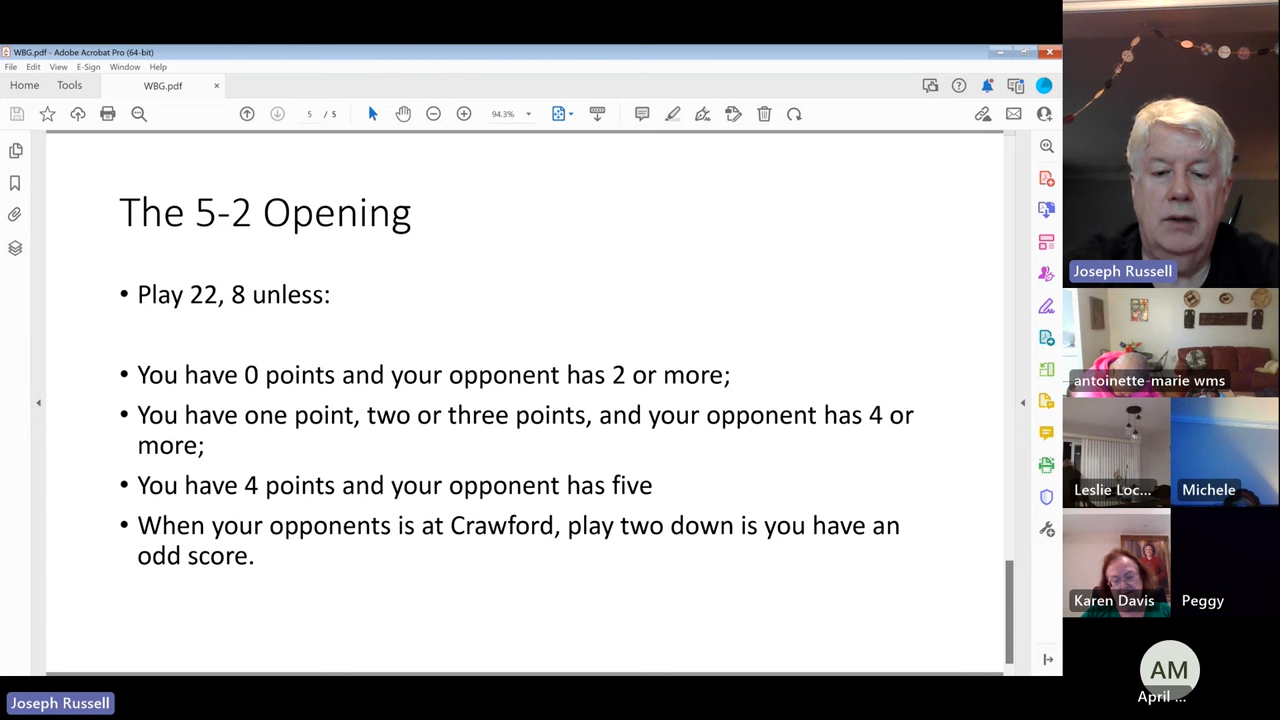 WBG.pdf - Adobe Acrobat Pro (64-bit)
File Edit View E-Sign Window Help
Home Tools WBG.pdf ×
5 / 5 94.3%
The 5-2 Opening
• Play 22, 8 unless:
• You have 0 points and your opponent has 2 or more;
• You have one point, two or three points, and your opponent has 4 or
more;
• You have 4 points and your opponent has five
• When your opponents is at Crawford, play two down is you have an
odd score.
Joseph Russell
antoinette-marie wms
Leslie Loc...
Michele
Karen Davis
Peggy
AM
April ...
Joseph Russell